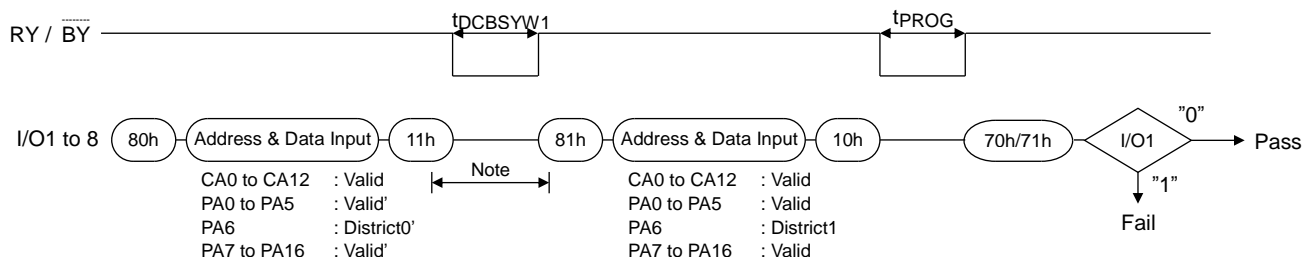 tDCBSYW1
tPROG
RY / BY
I/O1 to 8
80h
Address & Data Input
11h
81h
Address & Data Input
10h
70h/71h
I/O1
”0”
Pass
Note
”1”
Fail
CA0 to CA12 : Valid
PA0 to PA5 : Valid’
PA6 : District0’
PA7 to PA16 : Valid’
CA0 to CA12 : Valid
PA0 to PA5 : Valid
PA6 : District1
PA7 to PA16 : Valid